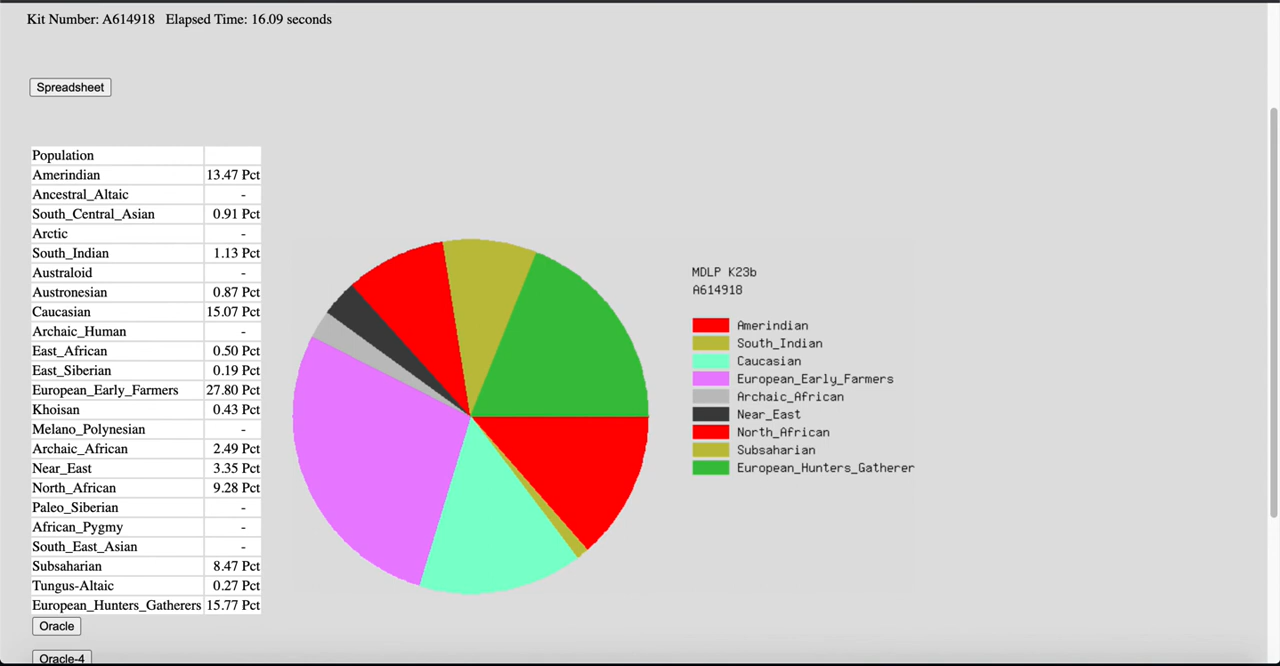 Kit Number: A614918 Elapsed Time: 16.09 seconds
Spreadsheet
Population
Amerindian 13.47 Pct
Ancestral_Altaic -
South_Central_Asian 0.91 Pct
Arctic -
South_Indian 1.13 Pct
Australoid -
Austronesian 0.87 Pct
Caucasian 15.07 Pct
Archaic_Human -
East_African 0.50 Pct
East_Siberian 0.19 Pct
European_Early_Farmers 27.80 Pct
Khoisan 0.43 Pct
Melano_Polynesian -
Archaic_African 2.49 Pct
Near_East 3.35 Pct
North_African 9.28 Pct
Paleo_Siberian -
African_Pygmy -
South_East_Asian -
Subsaharian 8.47 Pct
Tungus-Altaic 0.27 Pct
European_Hunters_Gatherers 15.77 Pct
Oracle
Oracle-4
MDLP K23b
A614918
Amerindian
South_Indian
Caucasian
European_Early_Farmers
Archaic_African
Near_East
North_African
Subsaharian
European_Hunters_Gatherer